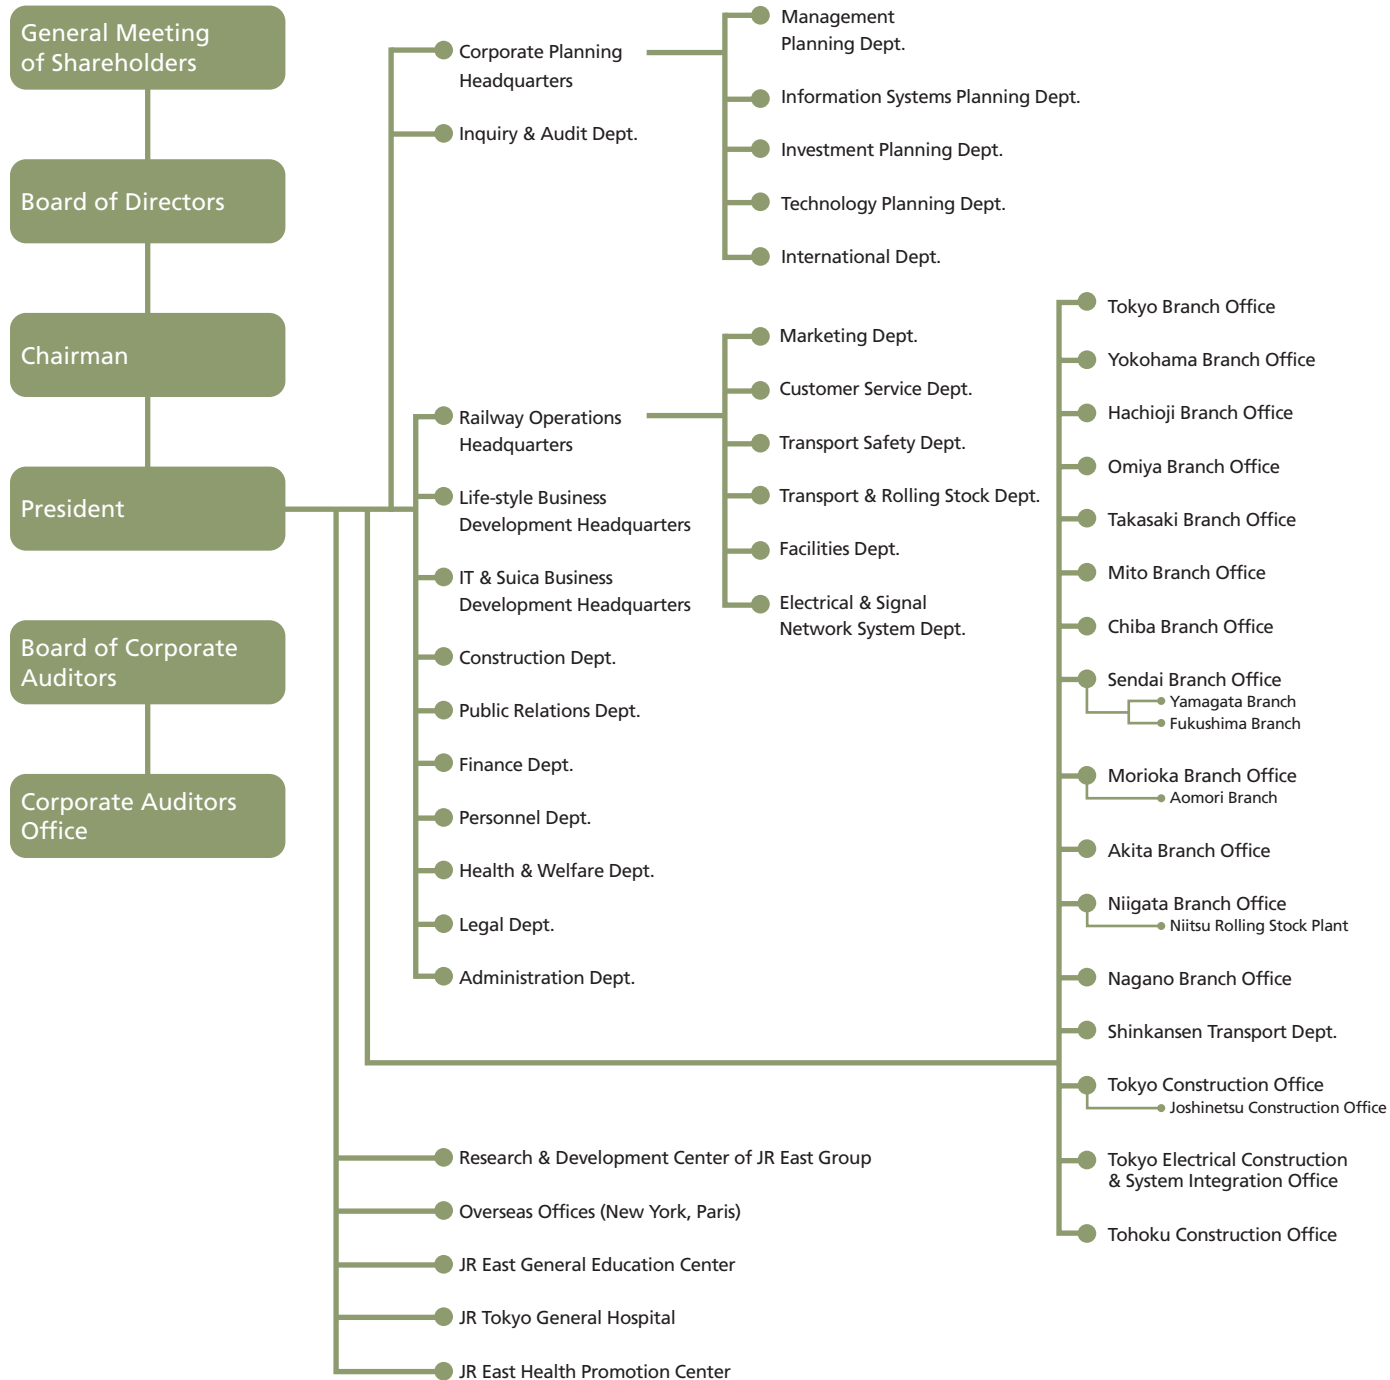 General Meeting
of Shareholders
Board of Directors
Chairman
President
Board of Corporate
Auditors
Corporate Auditors
Office
Corporate Planning
Headquarters
Inquiry & Audit Dept.
Management
Planning Dept.
Information Systems Planning Dept.
Investment Planning Dept.
Technology Planning Dept.
International Dept.
Railway Operations
Headquarters
Life-style Business
Development Headquarters
IT & Suica Business
Development Headquarters
Construction Dept.
Public Relations Dept.
Finance Dept.
Personnel Dept.
Health & Welfare Dept.
Legal Dept.
Administration Dept.
Marketing Dept.
Customer Service Dept.
Transport Safety Dept.
Transport & Rolling Stock Dept.
Facilities Dept.
Electrical & Signal
Network System Dept.
Tokyo Branch Office
Yokohama Branch Office
Hachioji Branch Office
Omiya Branch Office
Takasaki Branch Office
Mito Branch Office
Chiba Branch Office
Sendai Branch Office
Yamagata Branch
Fukushima Branch
Morioka Branch Office
Aomori Branch
Akita Branch Office
Niigata Branch Office
Niitsu Rolling Stock Plant
Nagano Branch Office
Shinkansen Transport Dept.
Tokyo Construction Office
Joshinetsu Construction Office
Tokyo Electrical Construction
& System Integration Office
Tohoku Construction Office
Research & Development Center of JR East Group
Overseas Offices (New York, Paris)
JR East General Education Center
JR Tokyo General Hospital
JR East Health Promotion Center